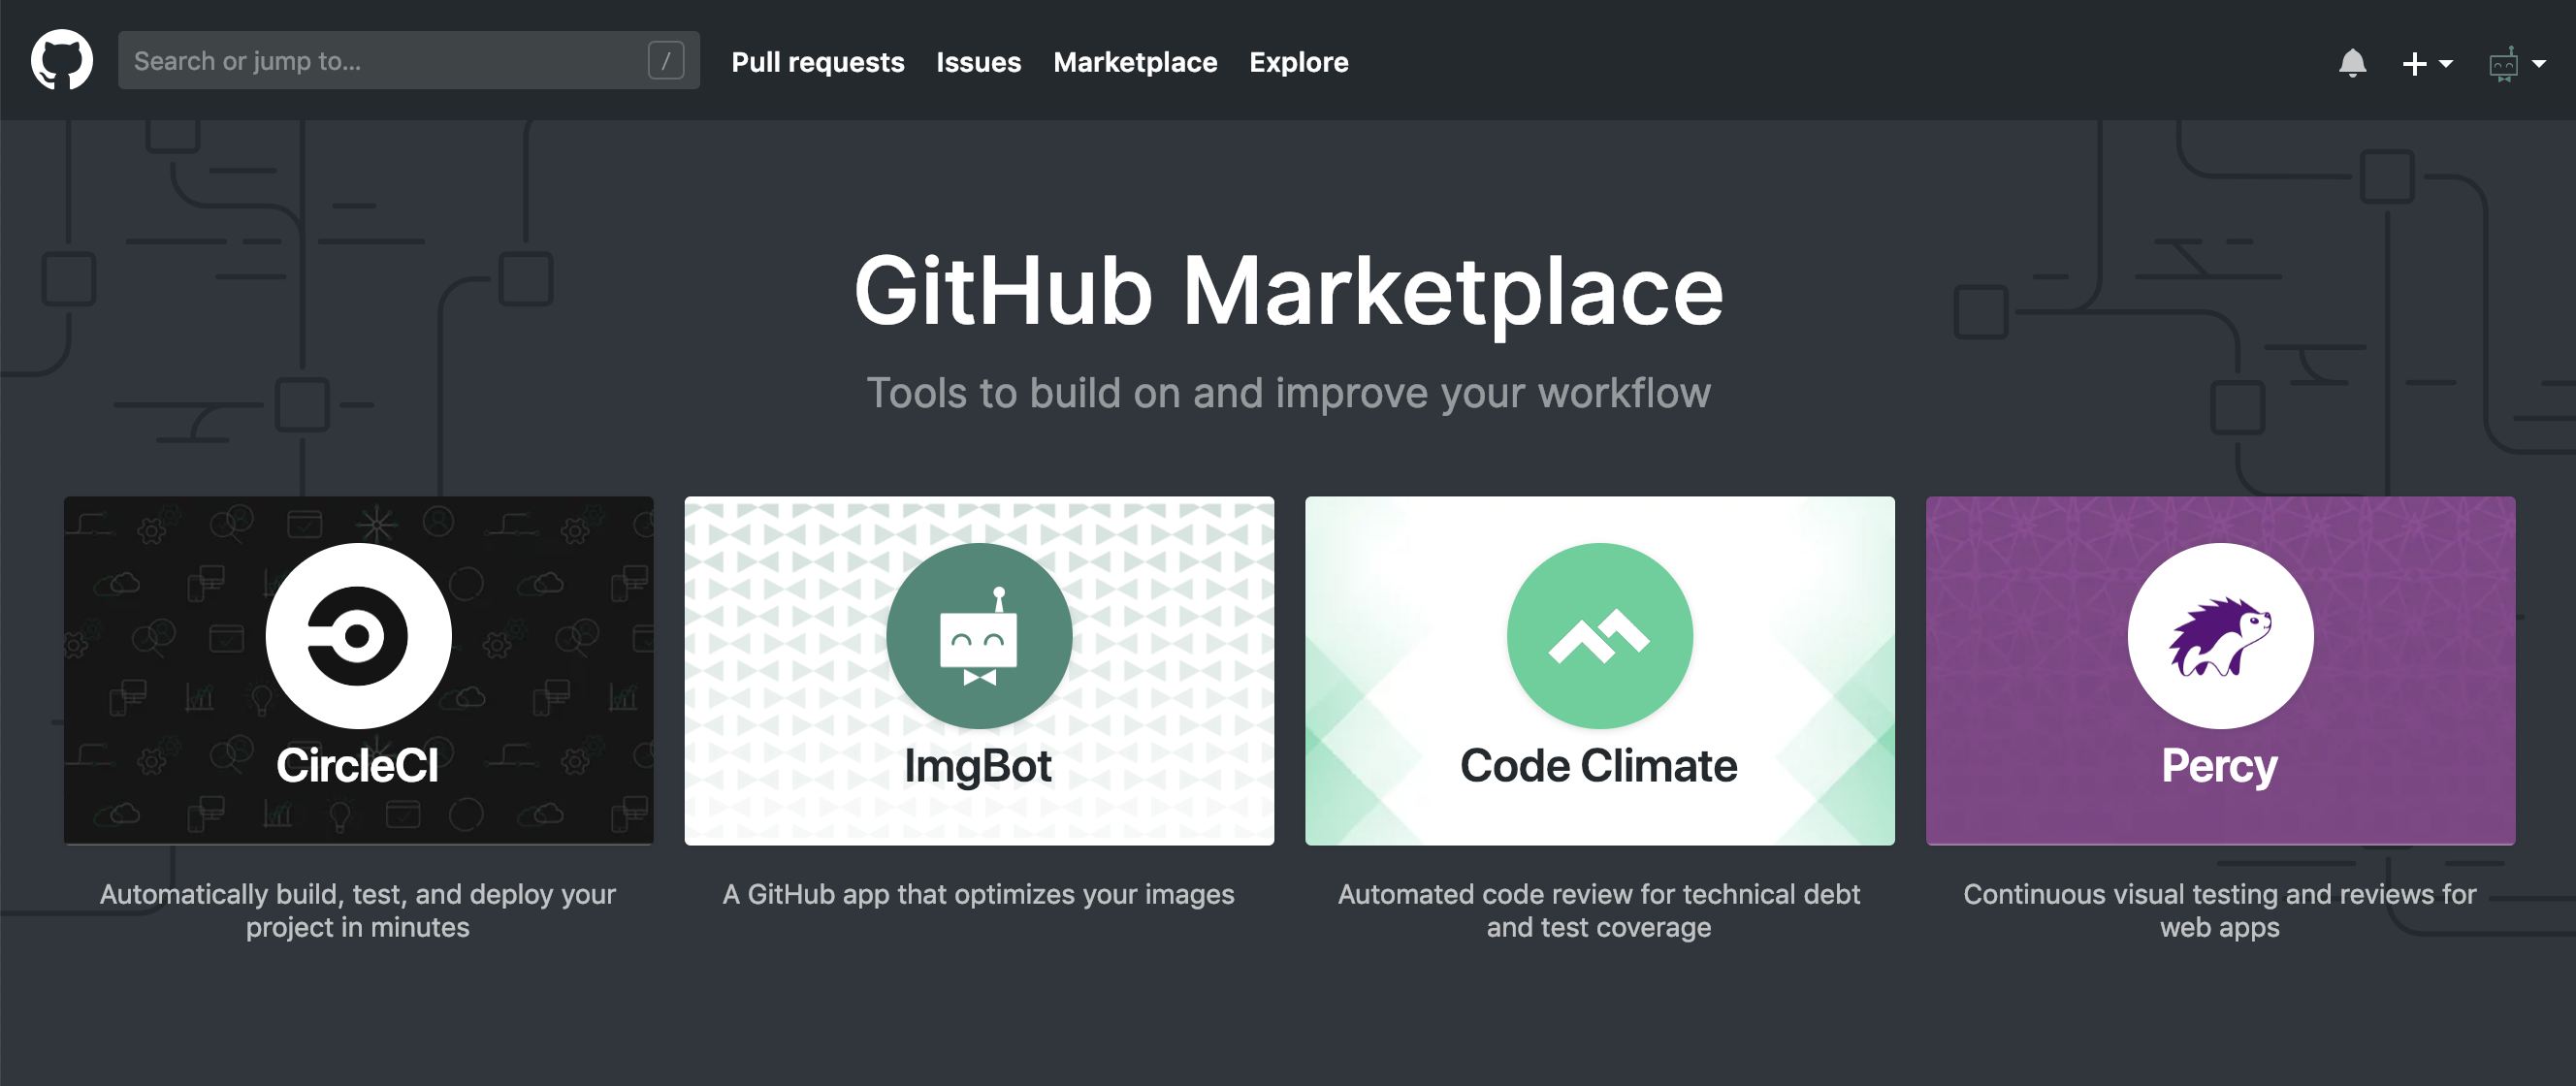 Search or jump to... /
Pull requests
Issues
Marketplace
Explore
GitHub Marketplace
Tools to build on and improve your workflow
CircleCI
Automatically build, test, and deploy your
project in minutes
ImgBot
A GitHub app that optimizes your images
Code Climate
Automated code review for technical debt
and test coverage
Percy
Continuous visual testing and reviews for
web apps